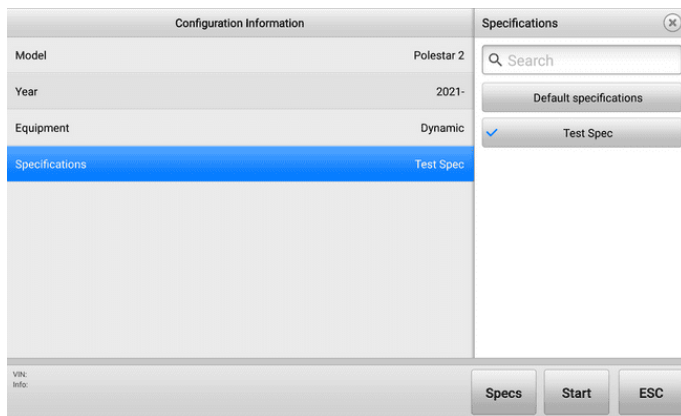 Configuration Information
Specifications
Model Polestar 2
Search
Year 2021-
Default specifications
Equipment Dynamic
Test Spec
Specifications Test Spec
VIN:
Info:
Specs Start ESC